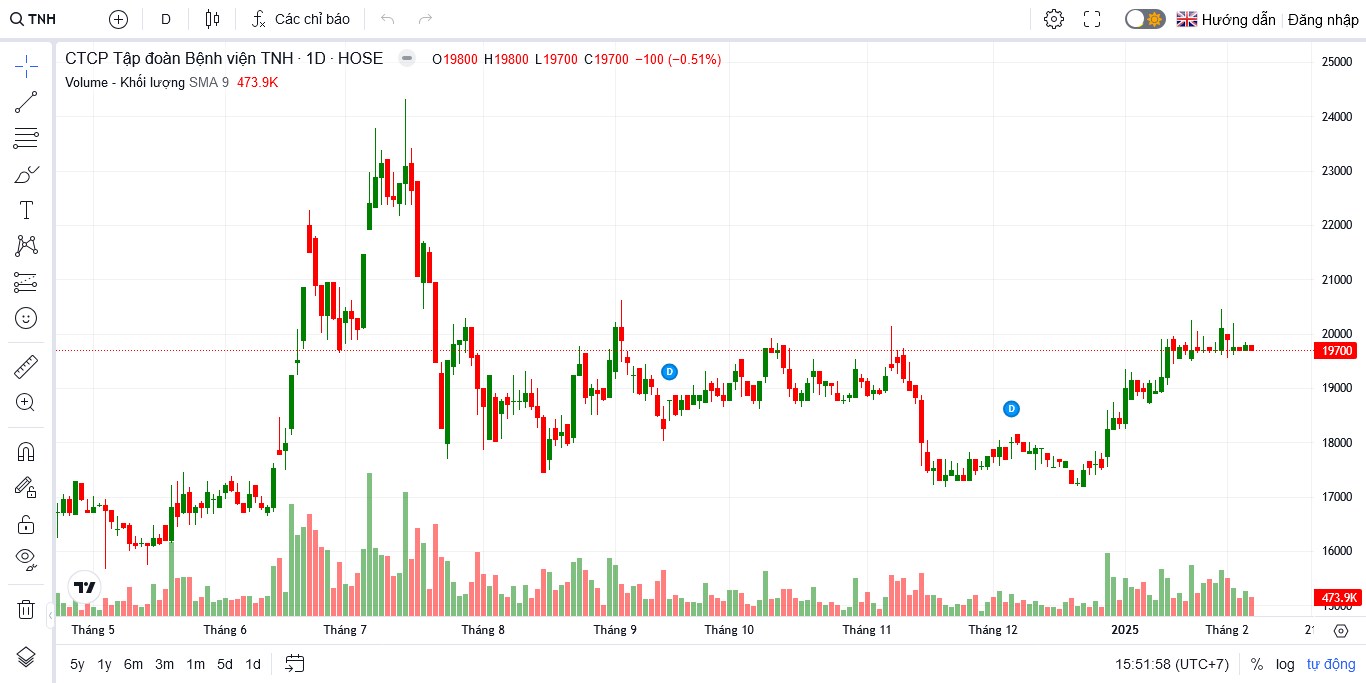 TNH D Các chỉ báo Hướng dẫn Đăng nhập
CTCP Tập đoàn Bệnh viện TNH · 1D · HOSE O19800 H19800 L19700 C19700 −100 (−0.51%)
Volume - Khối lượng SMA 9 473.9K
25000
24000
23000
22000
21000
20000
19700
19000
18000
17000
16000
473.9K
15000
D
D
Tháng 5 Tháng 6 Tháng 7 Tháng 8 Tháng 9 Tháng 10 Tháng 11 Tháng 12 2025 Tháng 2
5y 1y 6m 3m 1m 5d 1d 15:51:58 (UTC+7) % log tự động